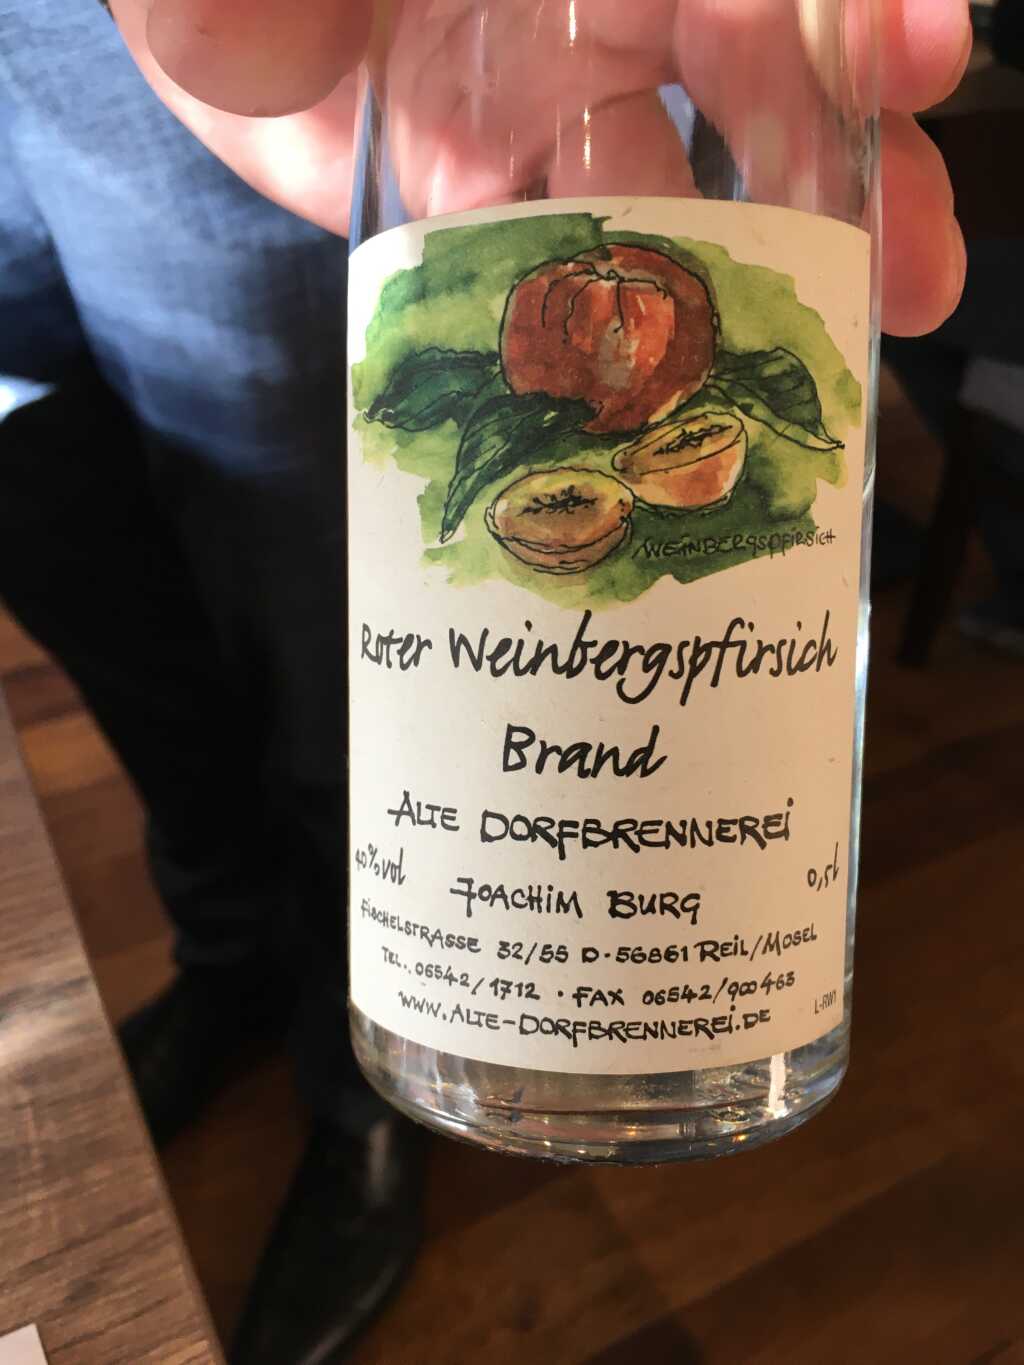 WEINBERGSPFIRSICH
Roter Weinbergspfirsich
Brand
ALTE DORFBRENNEREI
40%vol
0,5l
JOACHIM BURG
FISCHELSTRASSE 32/55 D-56861 REIL/MOSEL
TEL.. 06542/1712 · FAX 06542/900463
WWW.ALTE-DORFBRENNEREI.DE
L-RW1